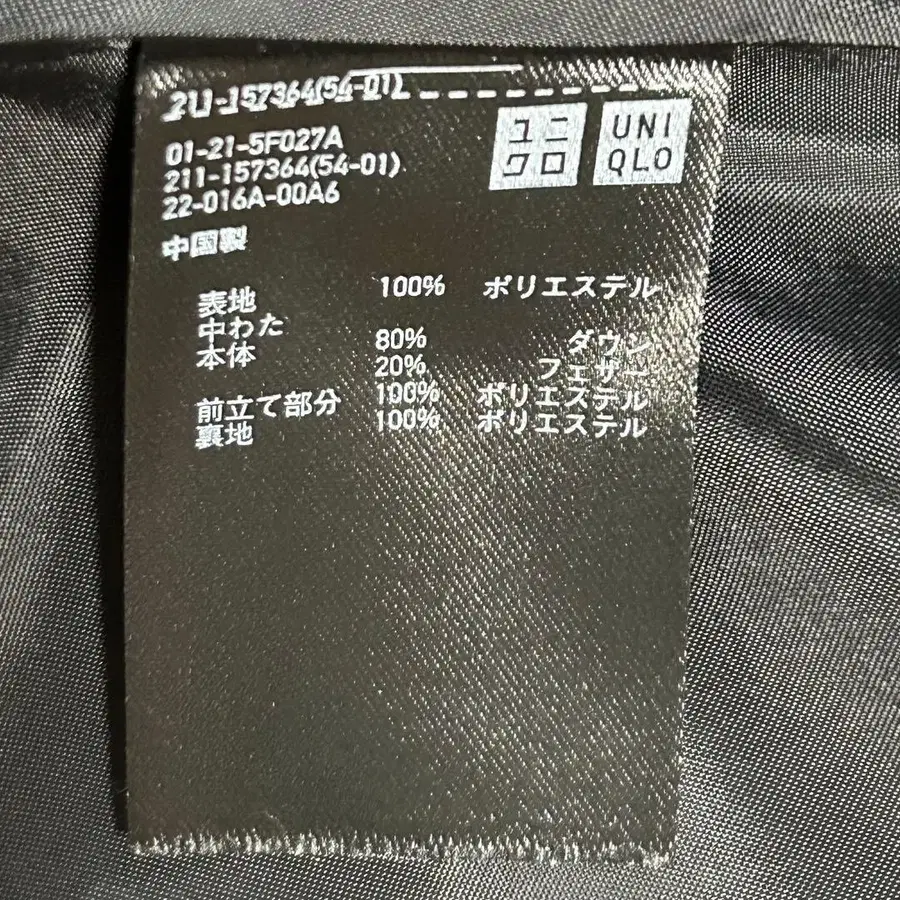 211-157364(54-01)
ユニ
クロ
UNI
QLO
01-21-5F027A
211-157364(54-01)
22-016A-00A6
中国製
表地 100% ポリエステル
中わた
本体 80% ダウン
20% フェザー
前立て部分 100% ポリエステル
裏地 100% ポリエステル